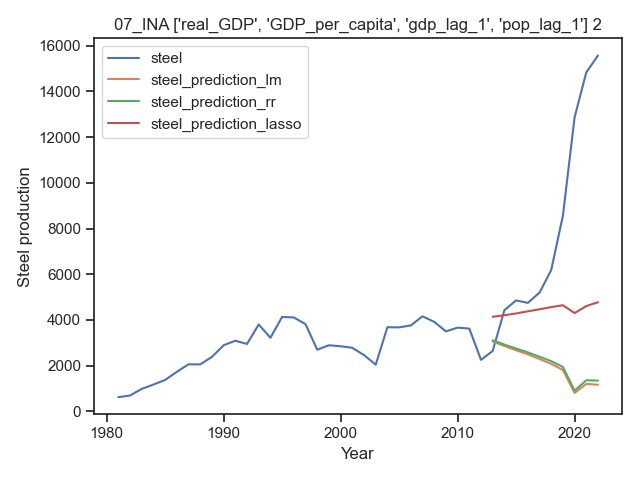 07_INA ['real_GDP', 'GDP_per_capita', 'gdp_lag_1', 'pop_lag_1'] 2
steel
steel_prediction_lm
steel_prediction_rr
steel_prediction_lasso
Steel production
16000
14000
12000
10000
8000
6000
4000
2000
0
1980
1990
2000
2010
2020
Year